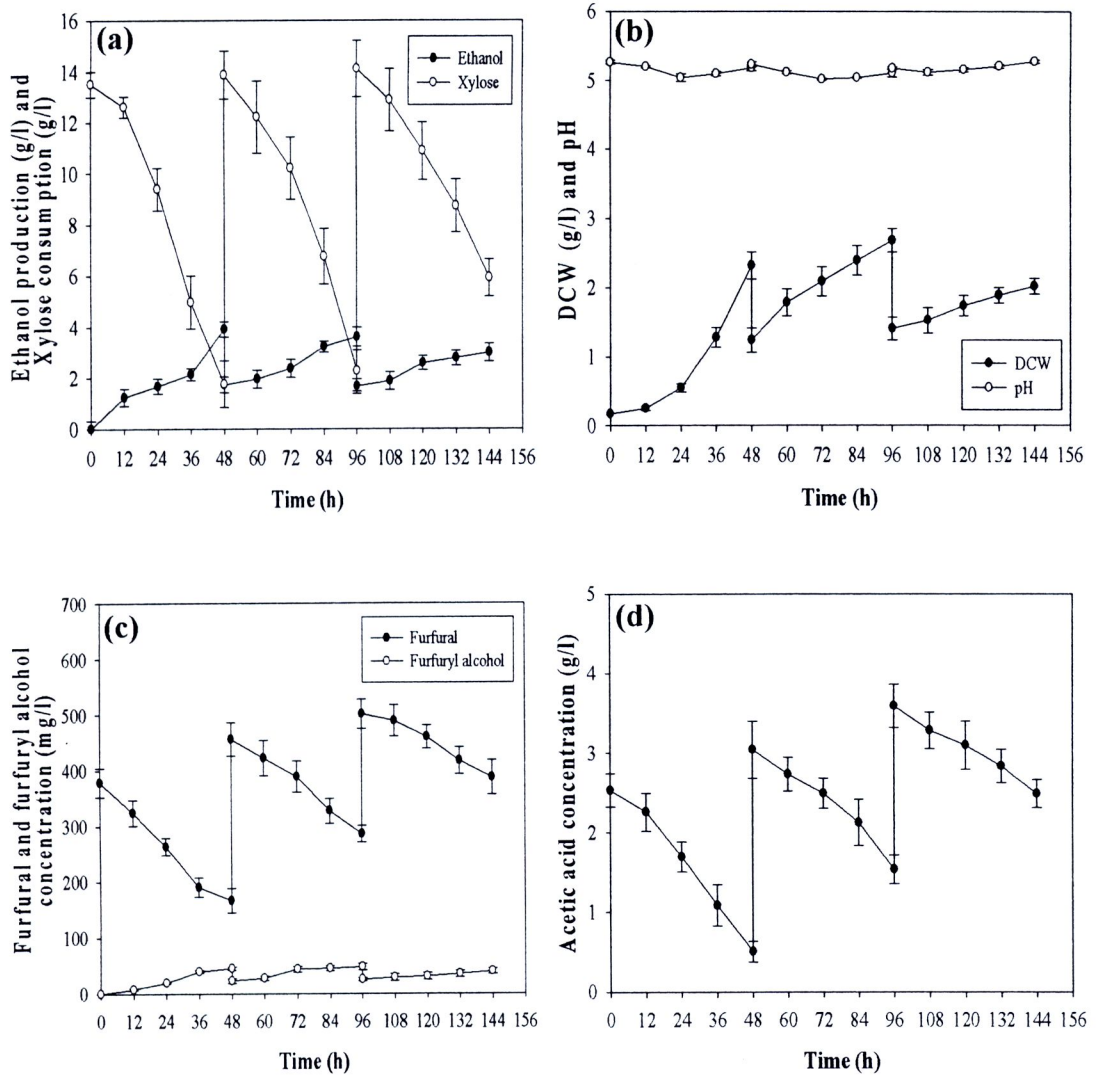 (a)
Ethanol production (g/l) and
Xylose consumption (g/l)
16
14
12
10
8
6
4
2
0
Ethanol
Xylose
0 12 24 36 48 60 72 84 96 108 120 132 144 156
Time (h)
(b)
DCW (g/l) and pH
6
5
4
3
2
1
0
DCW
pH
0 12 24 36 48 60 72 84 96 108 120 132 144 156
Time (h)
(c)
Furfural and furfuryl alcohol
concentration (mg/l)
700
600
500
400
300
200
100
0
Furfural
Furfuryl alcohol
0 12 24 36 48 60 72 84 96 108 120 132 144 156
Time (h)
(d)
Acetic acid concentration (g/l)
5
4
3
2
1
0
0 12 24 36 48 60 72 84 96 108 120 132 144 156
Time (h)